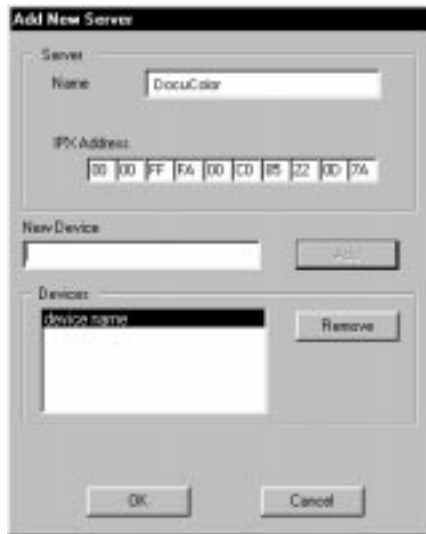 Add New Server
Server
Name DocuColor
IPX Address
00 00 FF FA 00 CD 85 22 0D 7A
New Device
Add
Devices
device name
Remove
OK Cancel